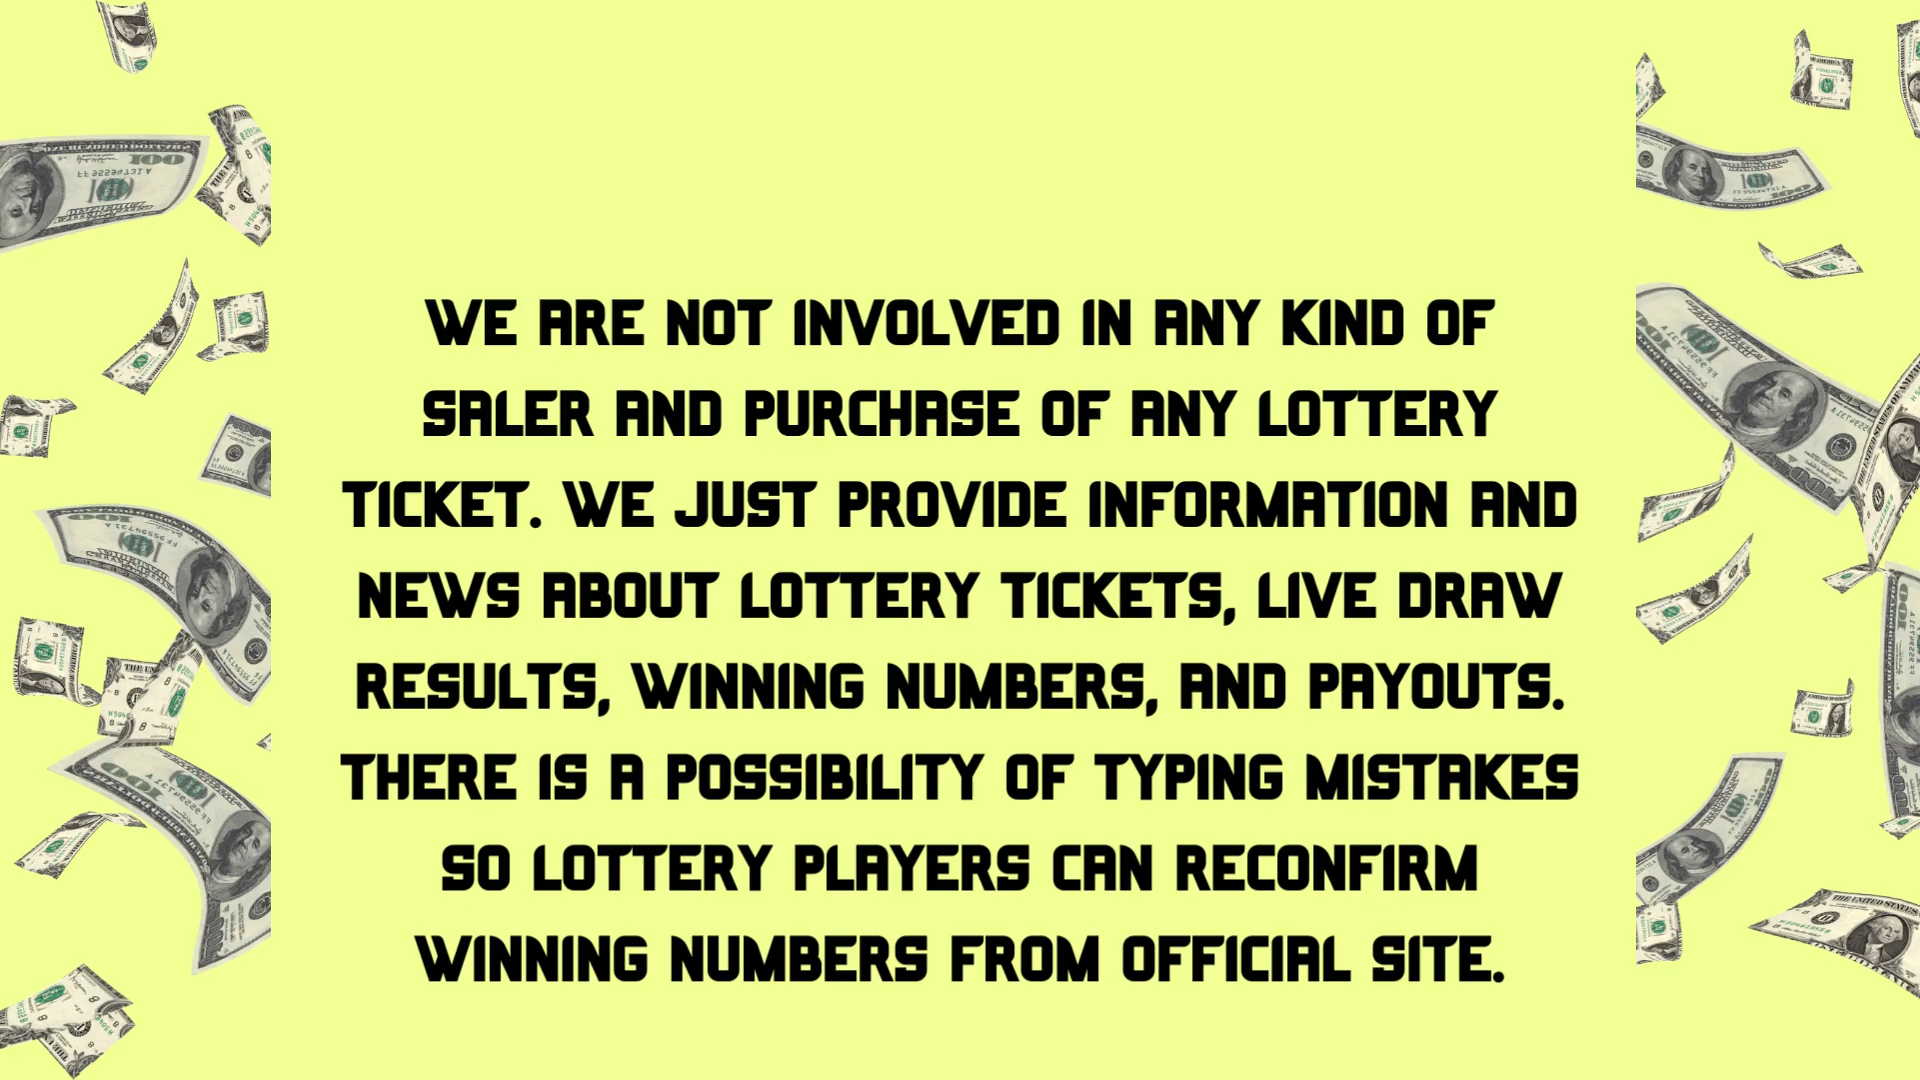 WE ARE NOT INVOLVED IN ANY KIND OF
SALER AND PURCHASE OF ANY LOTTERY
TICKET. WE JUST PROVIDE INFORMATION AND
NEWS ABOUT LOTTERY TICKETS, LIVE DRAW
RESULTS, WINNING NUMBERS, AND PAYOUTS.
THERE IS A POSSIBILITY OF TYPING MISTAKES
SO LOTTERY PLAYERS CAN RECONFIRM
WINNING NUMBERS FROM OFFICIAL SITE.